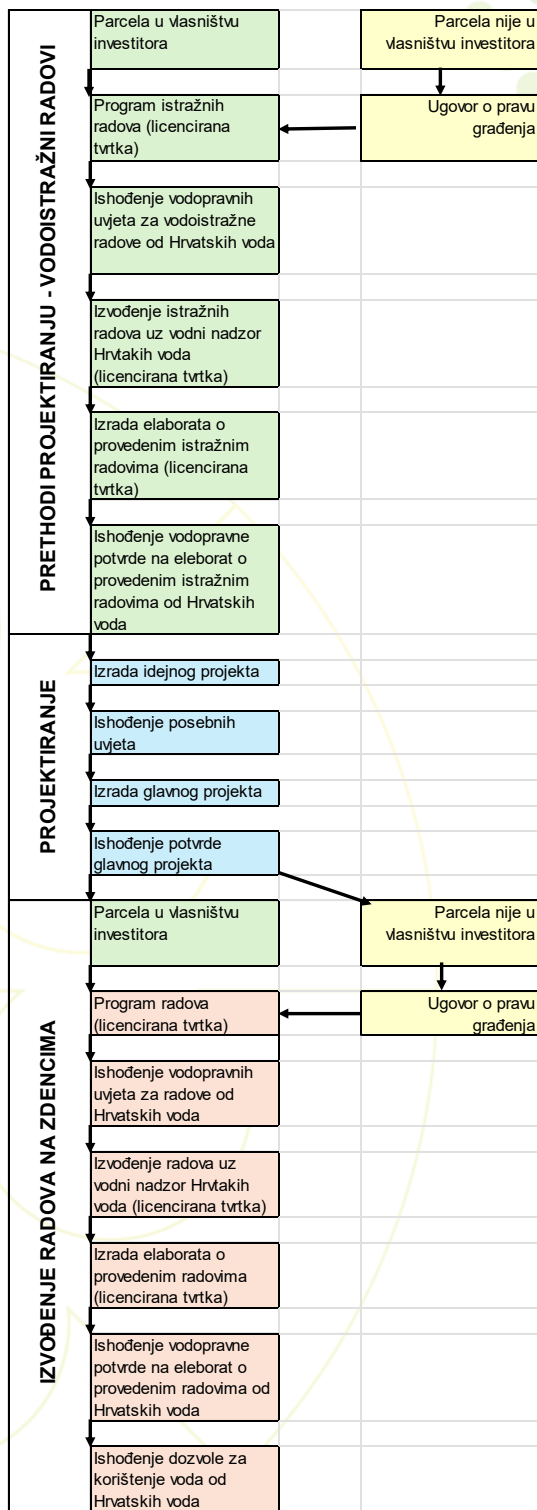 PRETHODI PROJEKTIRANJU - VODOISTRAŽNI RADOVI
Parcela u vlasništvu
investitora
Parcela nije u
vlasništvu investitora
Program istražnih
radova (licencirana
tvrtka)
Ugovor o pravu
građenja
Ishođenje vodopravnih
uvjeta za vodoistražne
radove od Hrvatskih voda
Izvođenje istražnih
radova uz vodni nadzor
Hrvtakih voda
(licencirana tvrtka)
Izrada elaborata o
provedenim istražnim
radovima (licencirana
tvrtka)
Ishođenje vodopravne
potvrde na eleborat o
provedenim istražnim
radovima od Hrvatskih
voda
PROJEKTIRANJE
Izrada idejnog projekta
Ishođenje posebnih
uvjeta
Izrada glavnog projekta
Ishođenje potvrde
glavnog projekta
IZVOĐENJE RADOVA NA ZDENCIMA
Parcela u vlasništvu
investitora
Parcela nije u
vlasništvu investitora
Program radova
(licencirana tvrtka)
Ugovor o pravu
građenja
Ishođenje vodopravnih
uvjeta za radove od
Hrvatskih voda
Izvođenje radova uz
vodni nadzor Hrvtakih
voda (licencirana tvrtka)
Izrada elaborata o
provedenim radovima
(licencirana tvrtka)
Ishođenje vodopravne
potvrde na eleborat o
provedenim radovima od
Hrvatskih voda
Ishođenje dozvole za
korištenje voda od
Hrvatskih voda